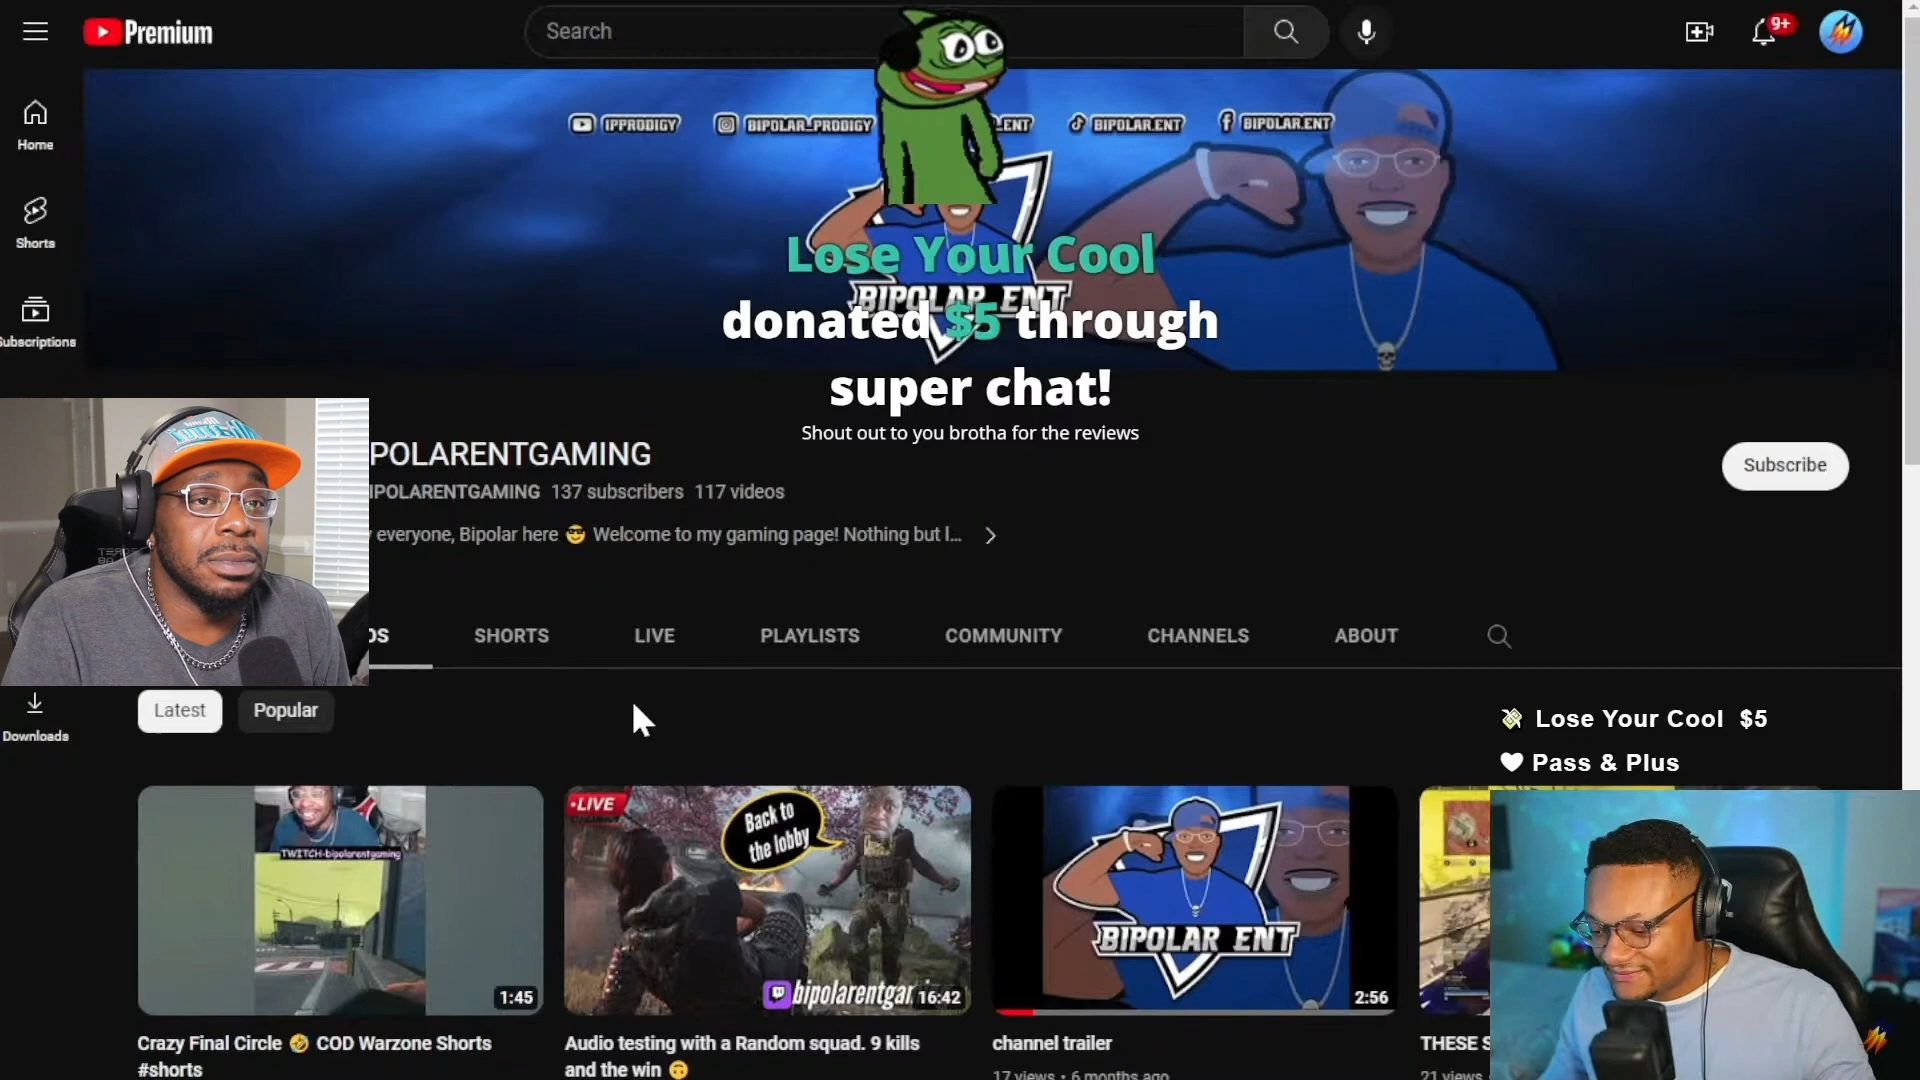 Premium
Search
9+
Home
Shorts
Subscriptions
IPPRODIGY
BIPOLAR_PRODIGY
.ENT
BIPOLAR.ENT
BIPOLAR.ENT
Lose Your Cool
BIPOLAR ENT
donated $5 through
super chat!
Shout out to you brotha for the reviews
POLARENTGAMING
IPOLARENTGAMING 137 subscribers 117 videos
everyone, Bipolar here 😎 Welcome to my gaming page! Nothing but l...
Subscribe
OS SHORTS LIVE PLAYLISTS COMMUNITY CHANNELS ABOUT
Downloads
Latest
Popular
💸 Lose Your Cool $5
🤍 Pass & Plus
TWITCH-bipolarentgaming
1:45
LIVE
Back to
the lobby
bipolarentgami
16:42
BIPOLAR ENT
2:56
Crazy Final Circle 🤣 COD Warzone Shorts
#shorts
Audio testing with a Random squad. 9 kills
and the win 🙃
channel trailer
17 views • 6 months ago
THESE S
21 views